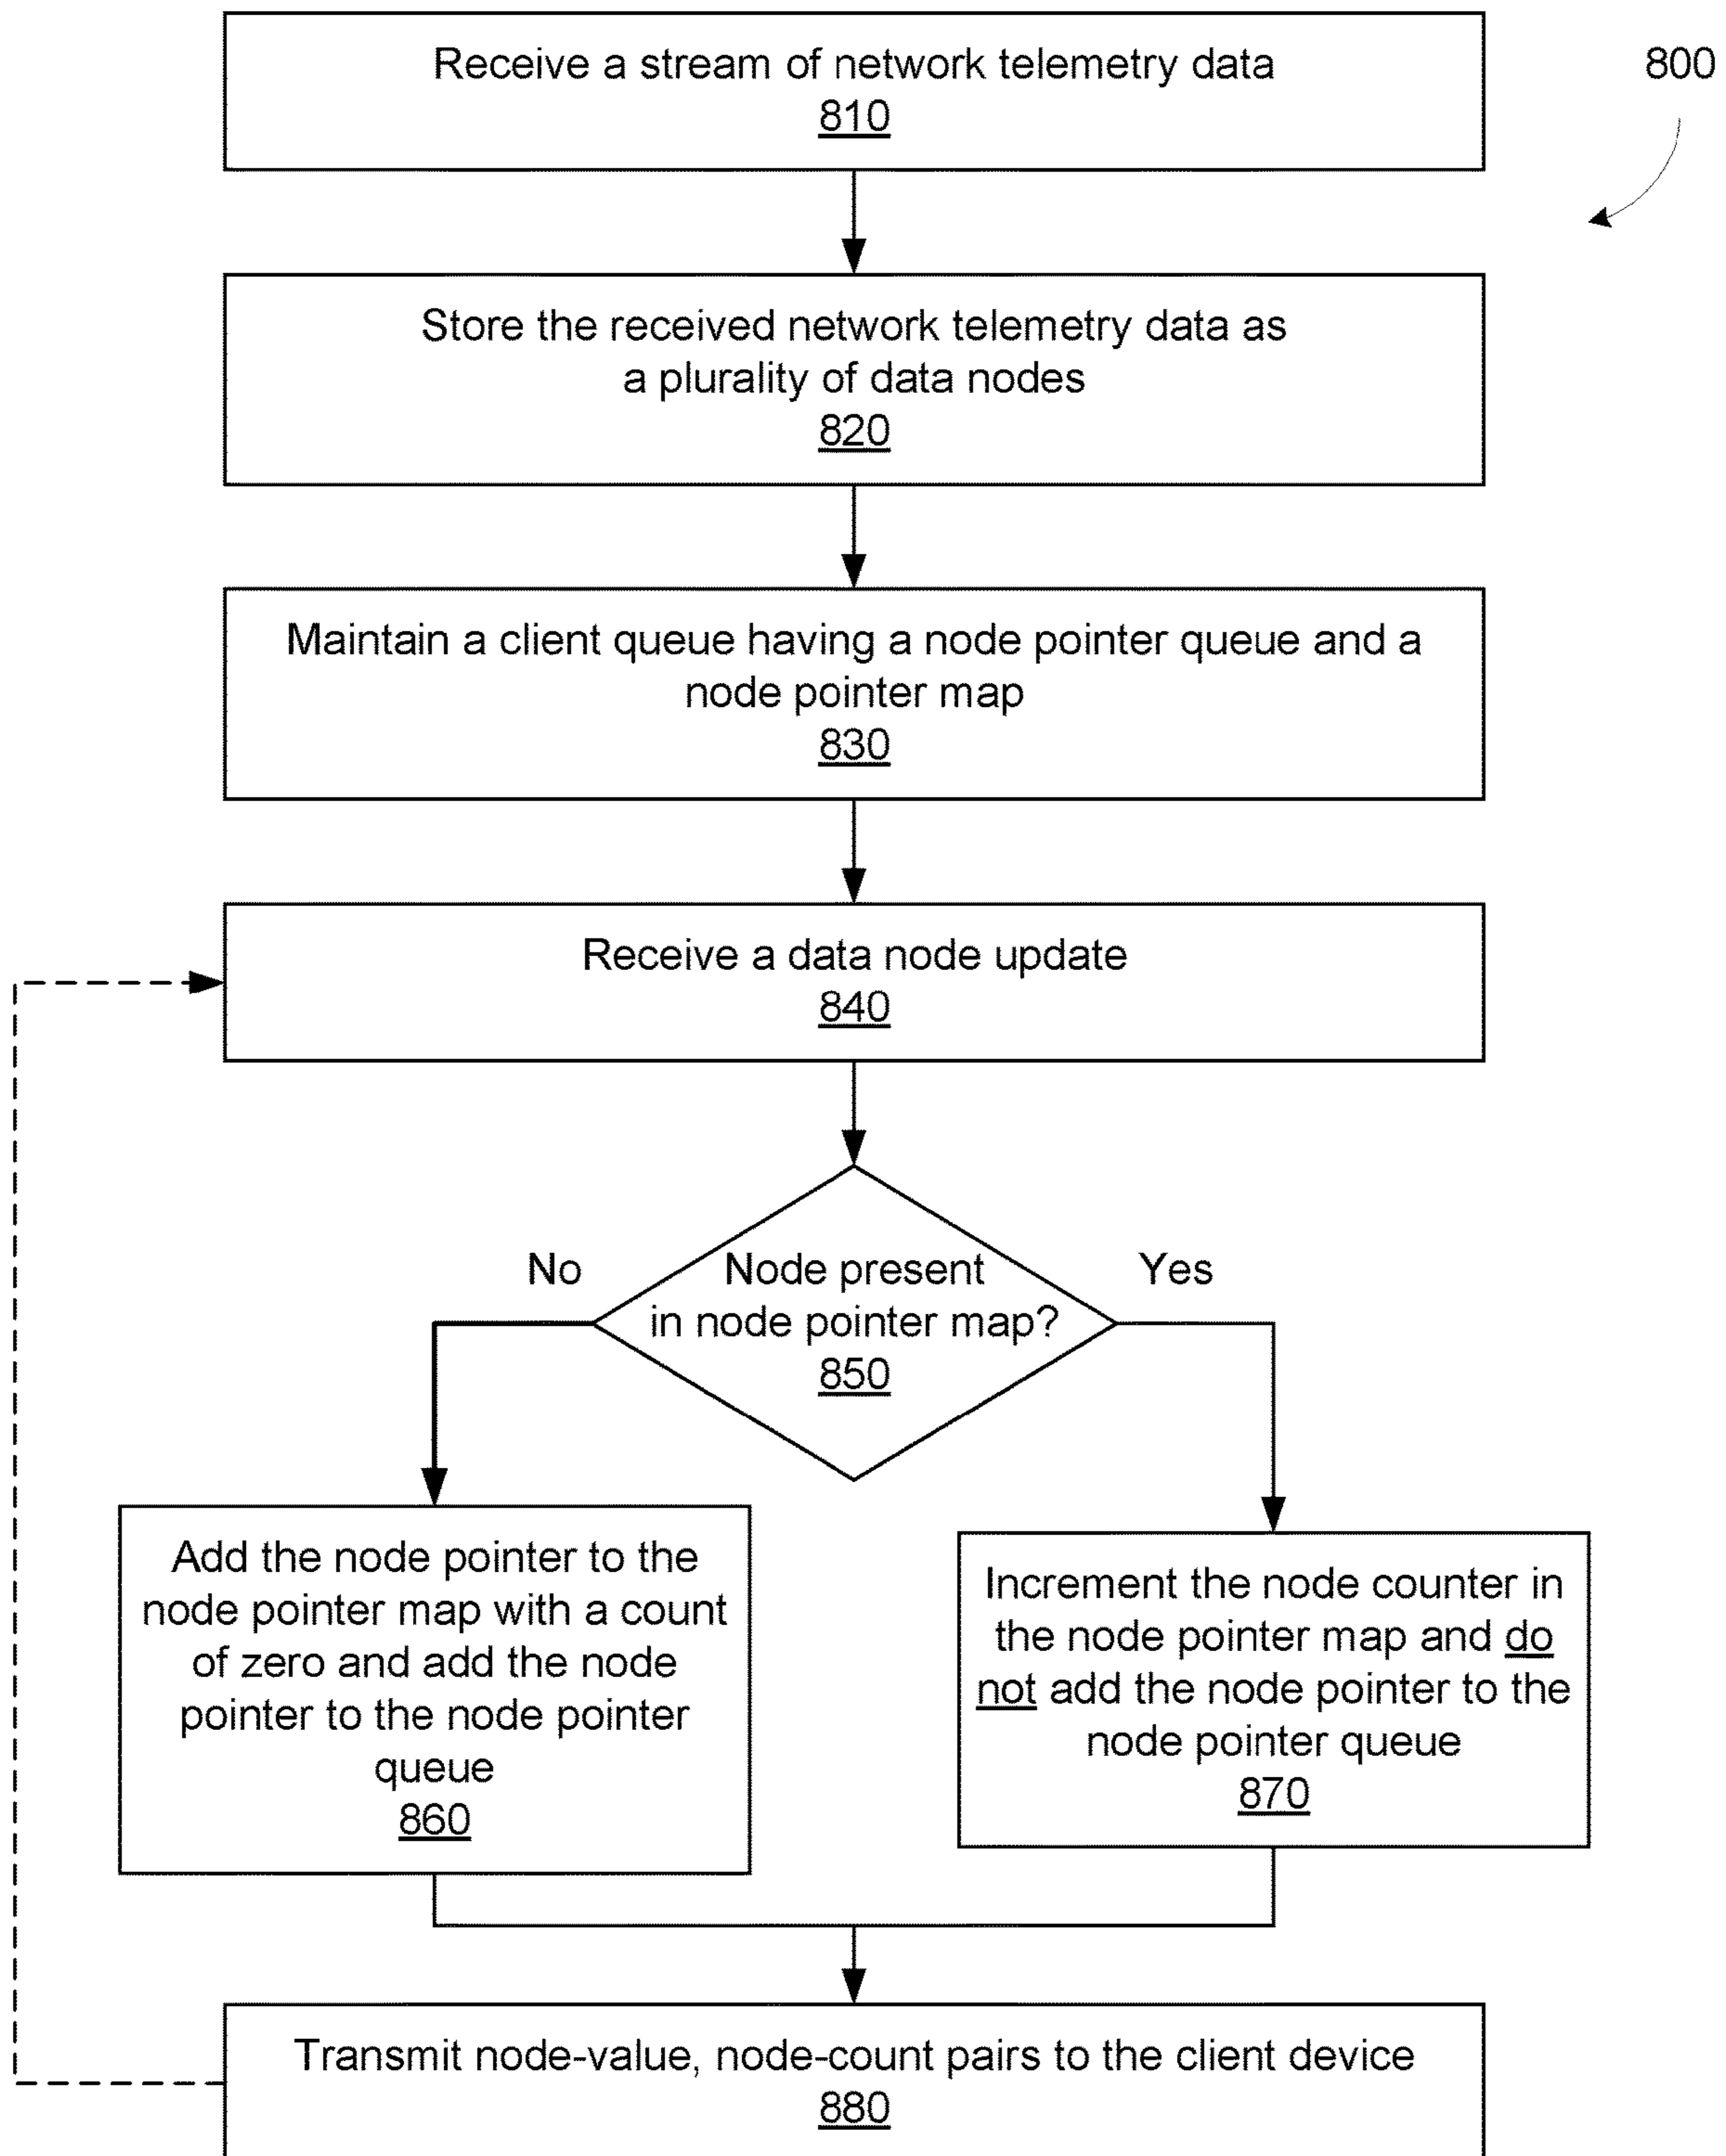 Receive a stream of network telemetry data
810
800
Store the received network telemetry data as
a plurality of data nodes
820
Maintain a client queue having a node pointer queue and a
node pointer map
830
Receive a data node update
840
No
Node present
in node pointer map?
850
Yes
Add the node pointer to the
node pointer map with a count
of zero and add the node
pointer to the node pointer
queue
860
Increment the node counter in
the node pointer map and do
not add the node pointer to the
node pointer queue
870
Transmit node-value, node-count pairs to the client device
880